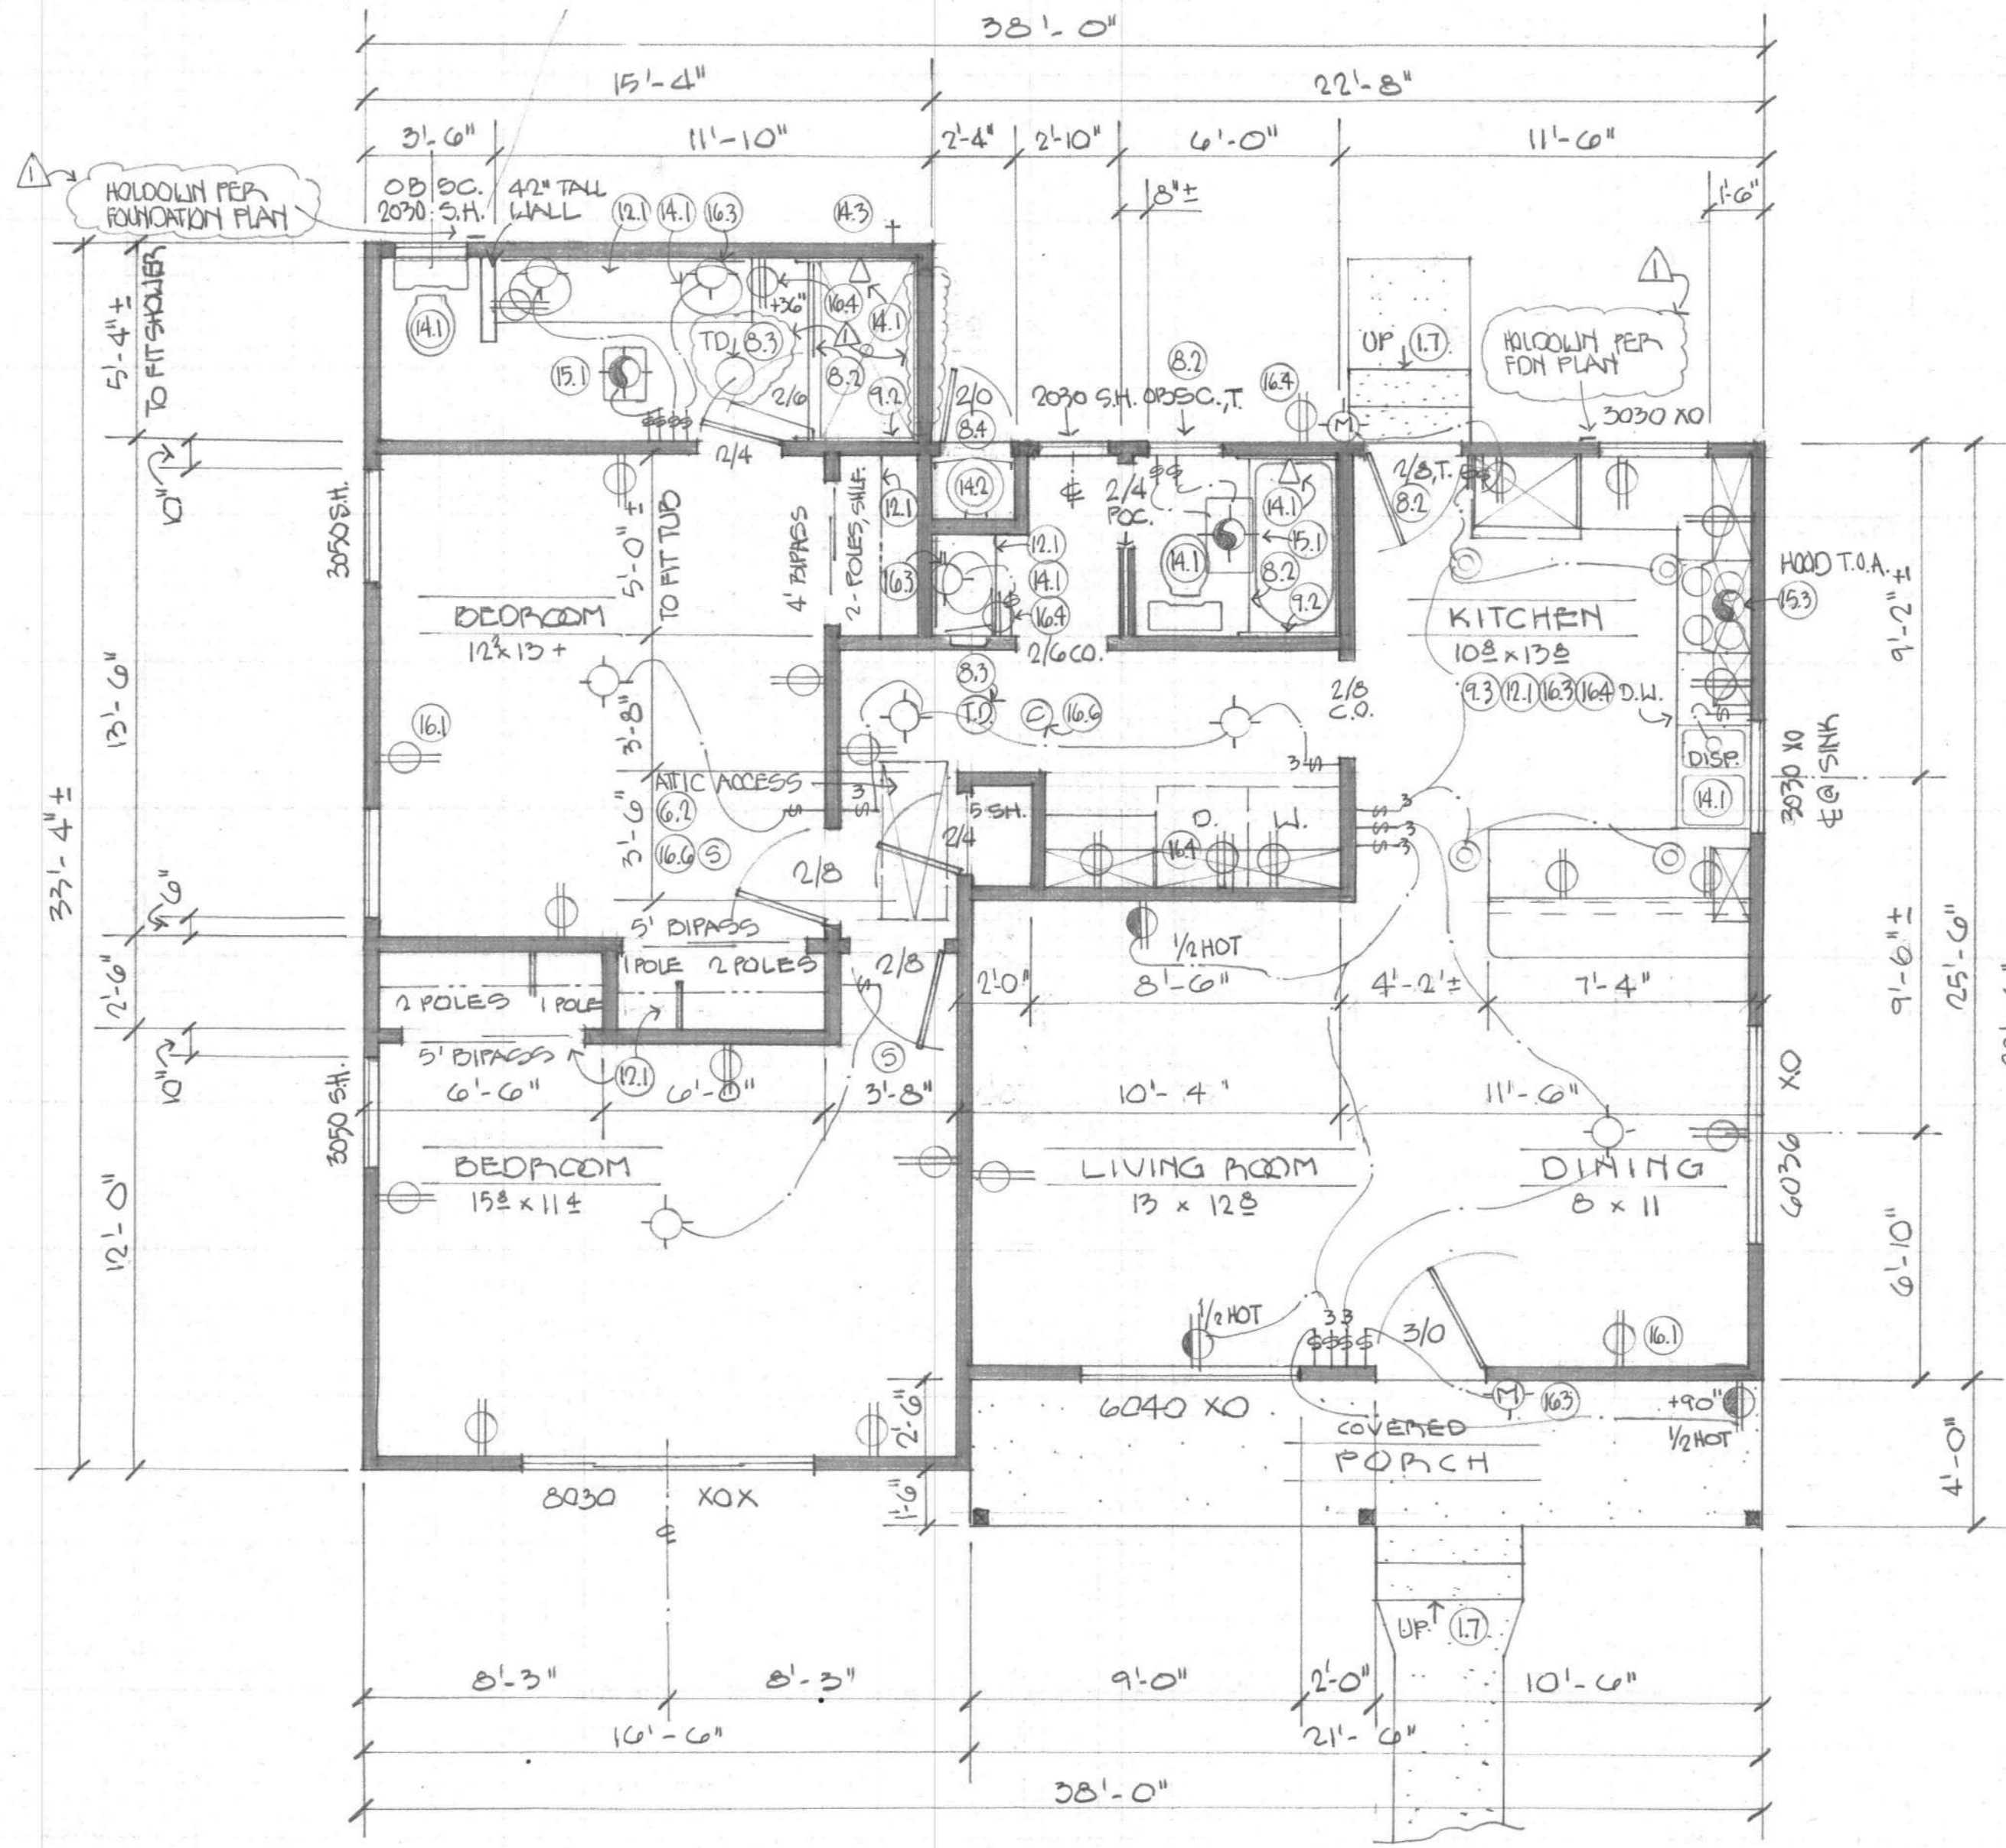 38'-0"
15'-4" 22'-8"
3'-6" 11'-10" 2'-4" 2'-10" 6'-0" 11'-6"
8"± 1'-6"
1
HOLDOWN PER
FOUNDATION PLAN
OBSC.
2030 S.H.
42" TALL
WALL
12.1 14.1 16.3 14.3
5'-4"±
TO FIT SHOWER
14.1
15.1
TD 8.3
+36"
16.4
14.1
1
8.2
9.2
2/6
2/4
2/0
8.4
2030 S.H. OBSC., T.
8.2
16.4
M
UP 1.7
1
HOLDOWN PER
FDN PLAN
3030 XO
10"
3050 S.H.
5'-0"±
TO FIT TUB
4' BIPASS
2-POLES, SHLF.
12.1
14.2
16.3
12.1
14.1
16.4
2/4
POC.
14.1
14.1
15.1
8.2
9.2
2/8, T.
8.2
HOOD T.O.A.
15.3
9'-2"±
BEDROOM
12² x 13 +
KITCHEN
10⁸ x 13⁸
9.3 12.1 16.3 16.4 D.W.
2/6 C.O.
8.3
T.D.
C 16.6
2/8
C.O.
16.1
13'-6"
3'-8"
3
DISP.
14.1
3030 XO
℄ @ SINK
33'-4"±
ATTIC ACCESS
6.2
16.6 S
3'-6"
3
5 SH.
2/4
D. W.
16.4
3
3
3
2/8
6"
5' BIPASS
1 POLE 2 POLES
2/8
1/2 HOT
2'-6"
2 POLES 1 POLE
2'-0" 8'-6" 4'-2"± 7'-4"
9'-6"±
25'-6"
10"
5' BIPASS
12.1
S
3050 S.H.
6'-6" 6'-0" 3'-8" 10'-4" 11'-6"
XO
6036
BEDROOM
15⁸ x 11⁴
LIVING ROOM
13 x 12⁸
DINING
8 x 11
12'-0"
6'-10"
1/2 HOT
3 3
3/0
16.1
2'-6"
6040 XO
M 16.3
+90"
1/2 HOT
COVERED
PORCH
4'-0"
8030 XOX
℄
1'-6"
UP 1.7
8'-3" 8'-3" 9'-0" 2'-0" 10'-6"
16'-6" 21'-6"
38'-0"